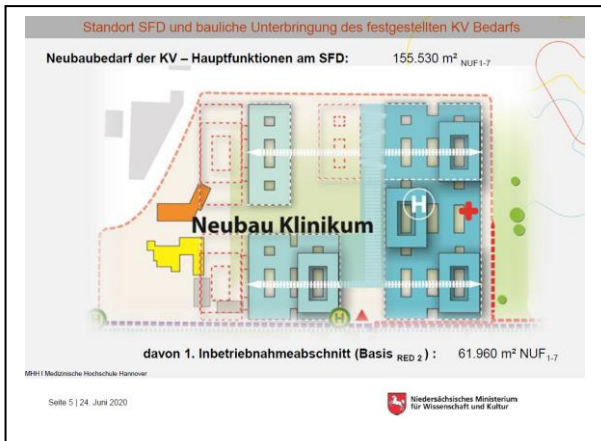 Standort SFD und bauliche Unterbringung des festgestellten KV Bedarfs
Neubaubedarf der KV – Hauptfunktionen am SFD: 155.530 m² NUF1-7
H
Neubau Klinikum
H
H
davon 1. Inbetriebnahmeabschnitt (Basis RED 2) : 61.960 m² NUF1-7
MHH I Medizinische Hochschule Hannover
Seite 5 | 24. Juni 2020
Niedersächsisches Ministerium
für Wissenschaft und Kultur